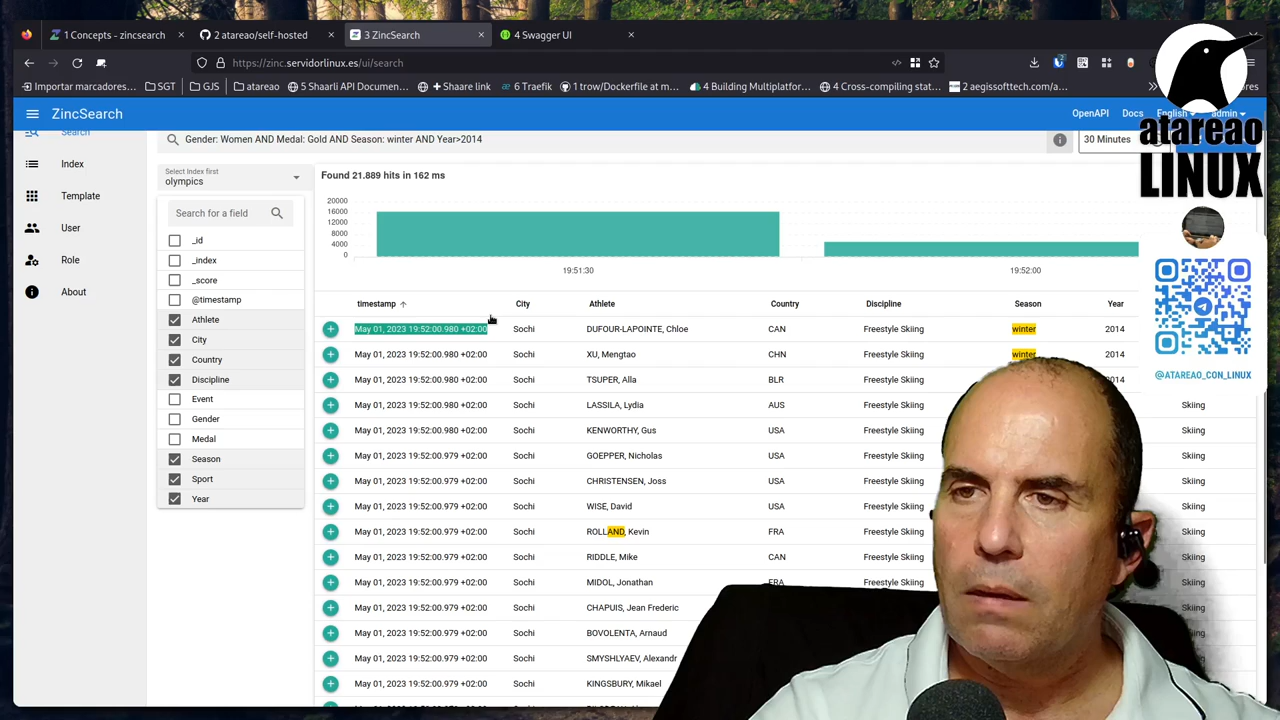 1 Concepts - zincsearch
2 atareao/self-hosted
3 ZincSearch
4 Swagger UI
https://zinc.servidorlinux.es/ui/search
Importar marcadores…
SGT
GJS
atareao
5 Shaarli API Documen…
Shaare link
6 Traefik
1 trow/Dockerfile at m…
4 Building Multiplatfor…
4 Cross-compiling stat…
2 aegissofttech.com/a…
ores
ZincSearch
OpenAPI
Docs
English
admin
Search
Index
Template
User
Role
About
Gender: Women AND Medal: Gold AND Season: winter AND Year>2014
30 Minutes
Select Index first
olympics
Search for a field
_id
_index
_score
@timestamp
Athlete
City
Country
Discipline
Event
Gender
Medal
Season
Sport
Year
Found 21.889 hits in 162 ms
20000
16000
12000
8000
4000
0
19:51:30
19:52:00
timestamp City Athlete Country Discipline Season Year
May 01, 2023 19:52:00.980 +02:00 Sochi DUFOUR-LAPOINTE, Chloe CAN Freestyle Skiing winter 2014
May 01, 2023 19:52:00.980 +02:00 Sochi XU, Mengtao CHN Freestyle Skiing winter 2014
May 01, 2023 19:52:00.980 +02:00 Sochi TSUPER, Alla BLR Freestyle Skiing
May 01, 2023 19:52:00.980 +02:00 Sochi LASSILA, Lydia AUS Freestyle Skiing Skiing
May 01, 2023 19:52:00.980 +02:00 Sochi KENWORTHY, Gus USA Freestyle Skiing Skiing
May 01, 2023 19:52:00.979 +02:00 Sochi GOEPPER, Nicholas USA Freestyle Skiing Skiing
May 01, 2023 19:52:00.979 +02:00 Sochi CHRISTENSEN, Joss USA Freestyle Skiing Skiing
May 01, 2023 19:52:00.979 +02:00 Sochi WISE, David USA Freestyle Skiing Skiing
May 01, 2023 19:52:00.979 +02:00 Sochi ROLLAND, Kevin FRA Freestyle Skiing Skiing
May 01, 2023 19:52:00.979 +02:00 Sochi RIDDLE, Mike CAN Freestyle Skiing Skiing
May 01, 2023 19:52:00.979 +02:00 Sochi MIDOL, Jonathan FRA Freestyle Skiing Skiing
May 01, 2023 19:52:00.979 +02:00 Sochi CHAPUIS, Jean Frederic Skiing
May 01, 2023 19:52:00.979 +02:00 Sochi BOVOLENTA, Arnaud Skiing
May 01, 2023 19:52:00.979 +02:00 Sochi SMYSHLYAEV, Alexandr Skiing
May 01, 2023 19:52:00.979 +02:00 Sochi KINGSBURY, Mikael Skiing
atareao
LINUX
@ATAREAO_CON_LINUX